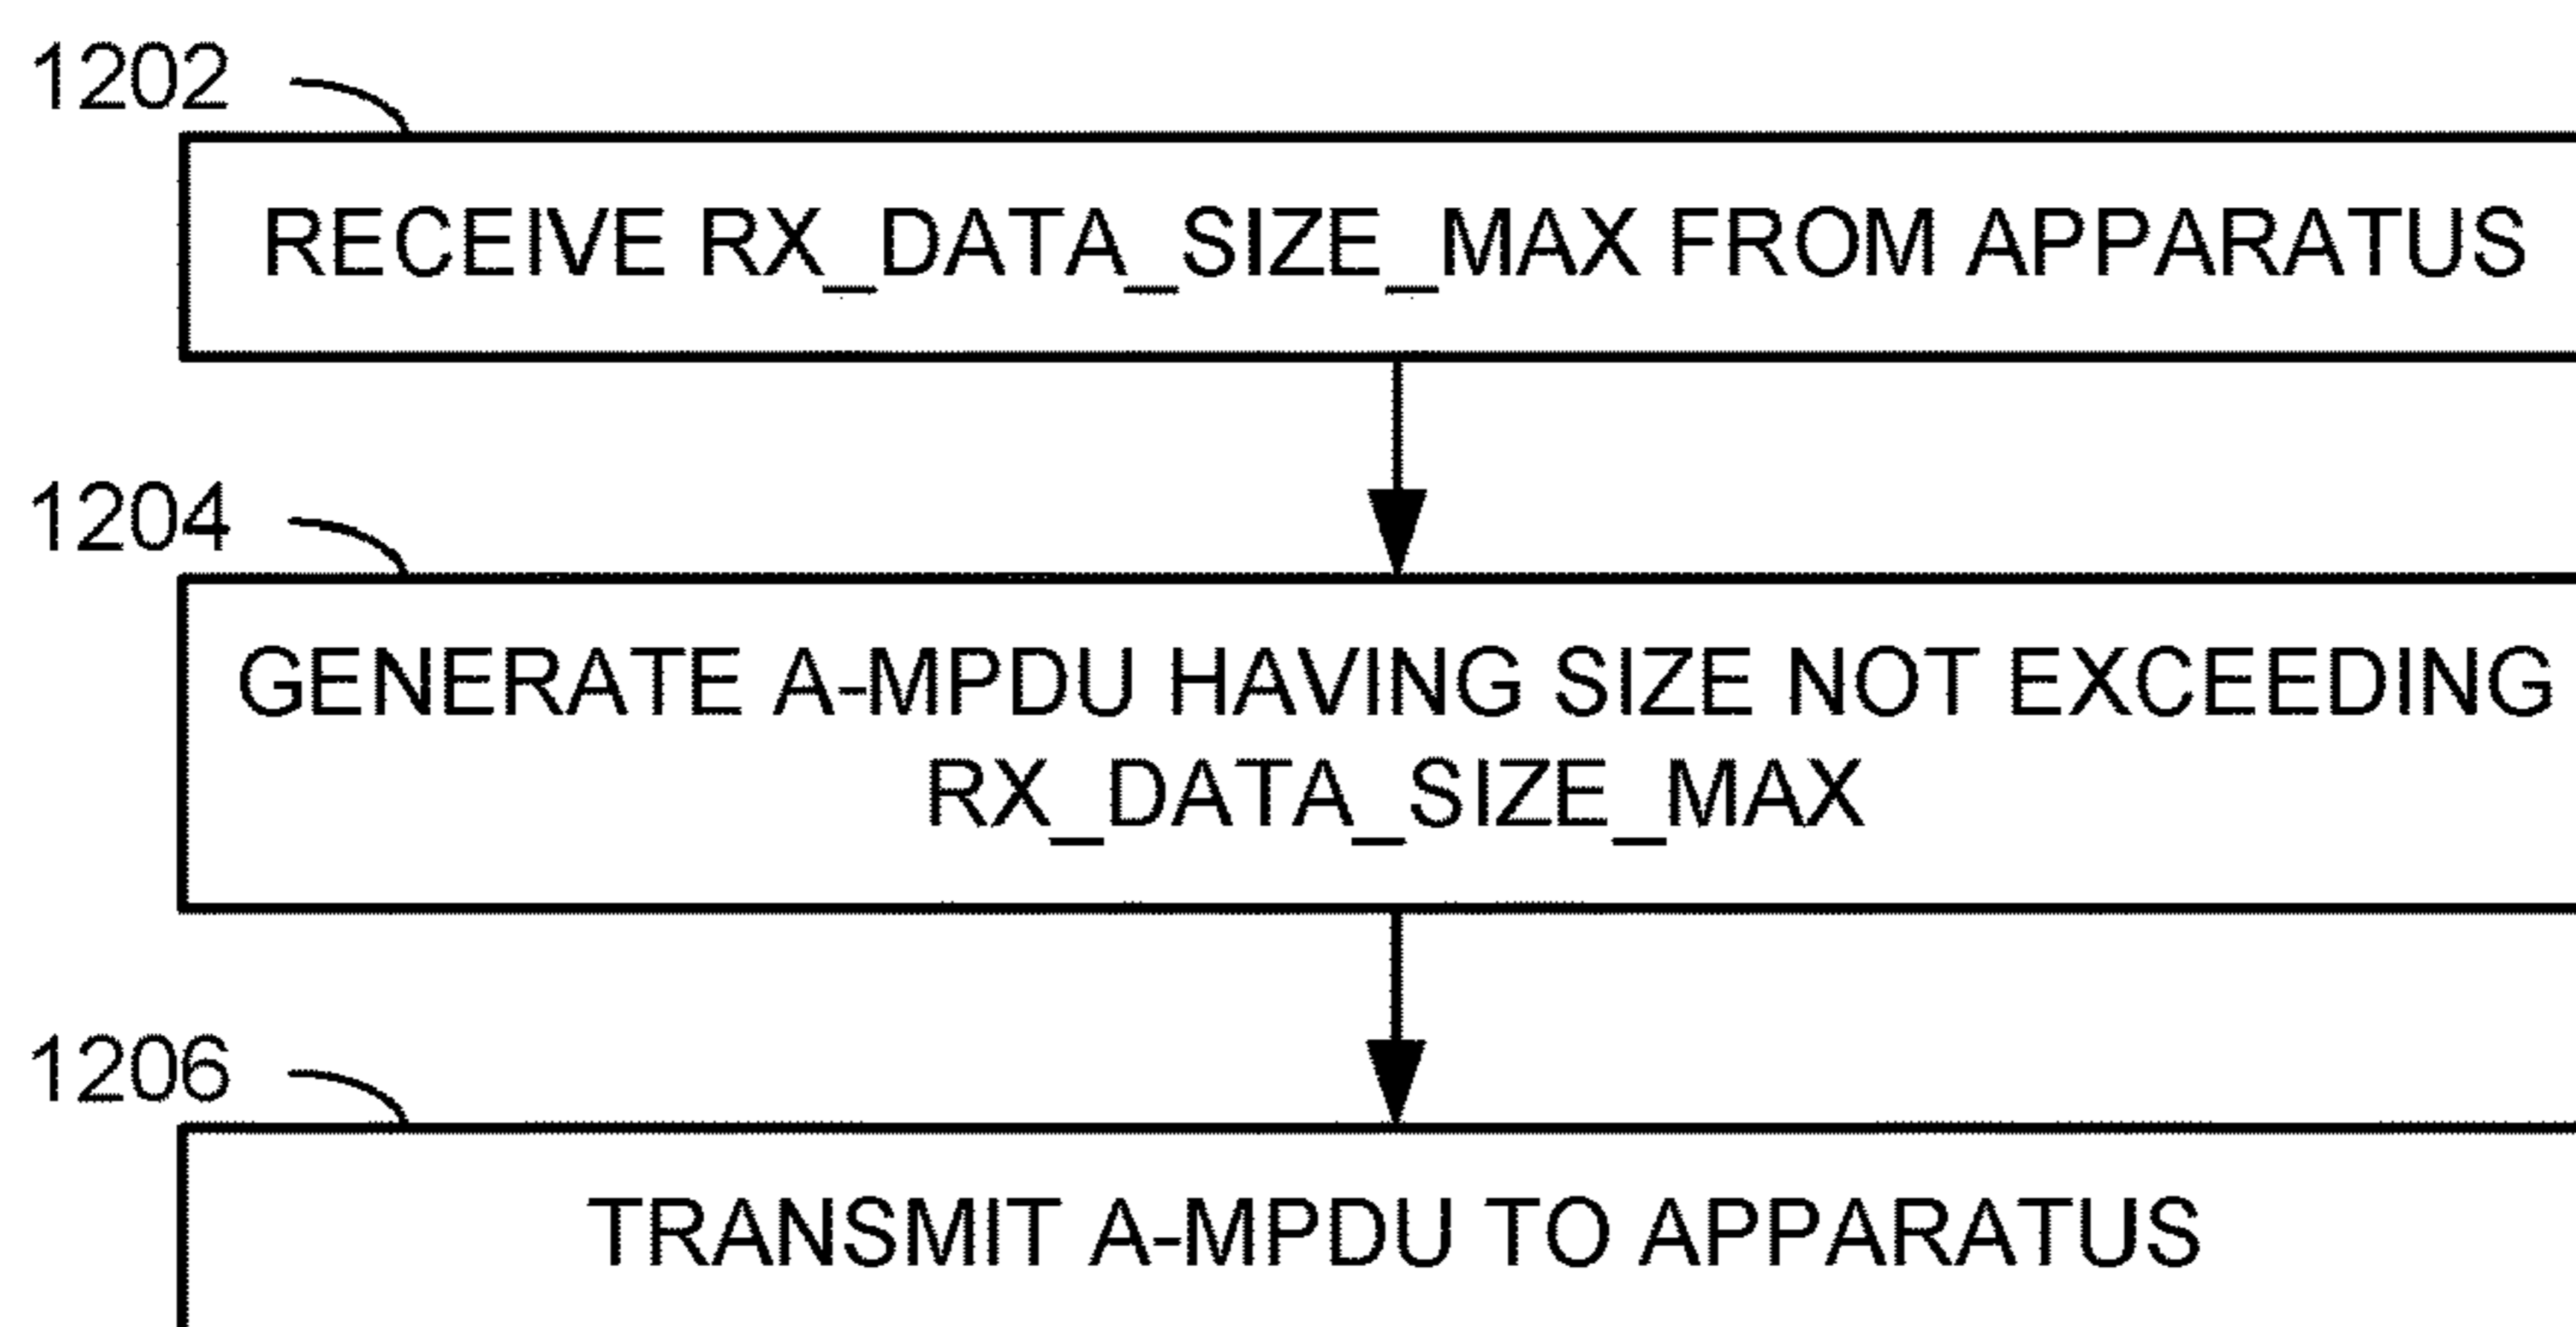 1202
RECEIVE RX_DATA_SIZE_MAX FROM APPARATUS
1204
GENERATE A-MPDU HAVING SIZE NOT EXCEEDING
RX_DATA_SIZE_MAX
1206
TRANSMIT A-MPDU TO APPARATUS